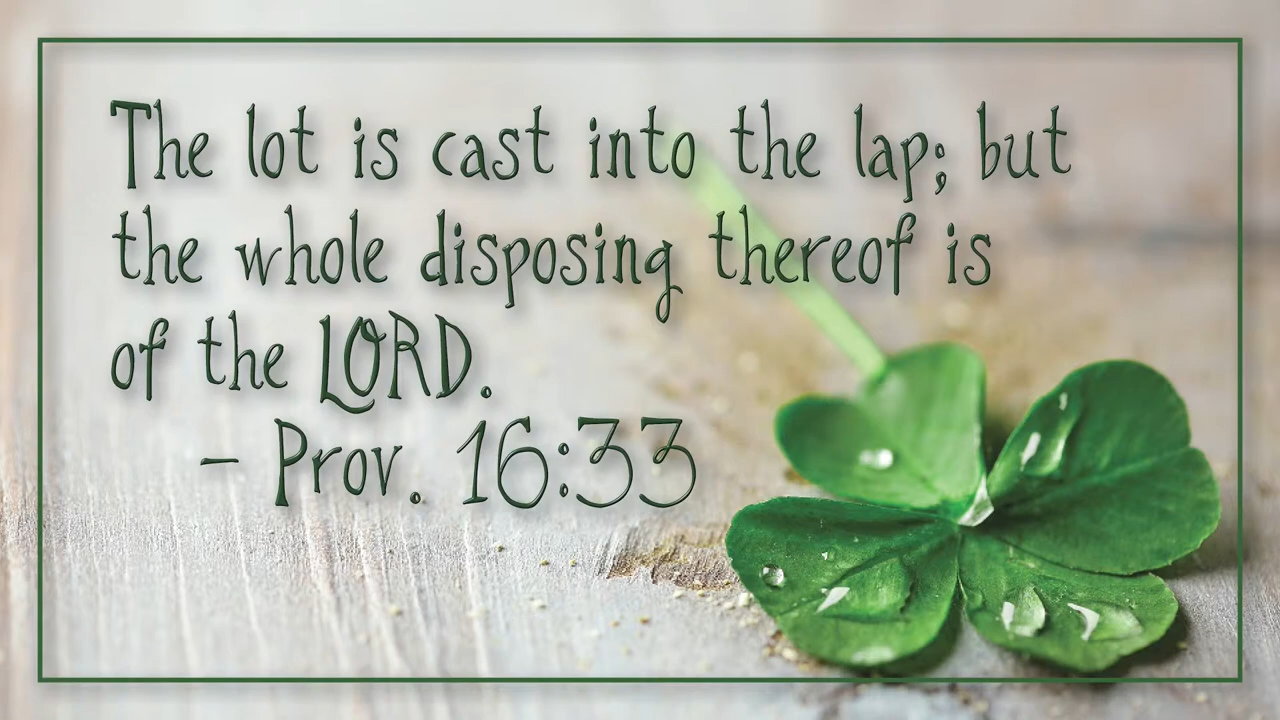 The lot is cast into the lap; but
the whole disposing thereof is
of the LORD.
- Prov. 16:33